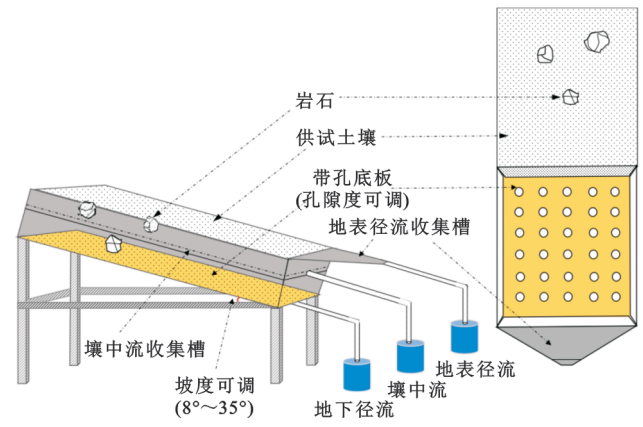 岩石
供试土壤
带孔底板
(孔隙度可调)
地表径流收集槽
壤中流收集槽
坡度可调
(8°～35°)
地下径流
壤中流
地表径流